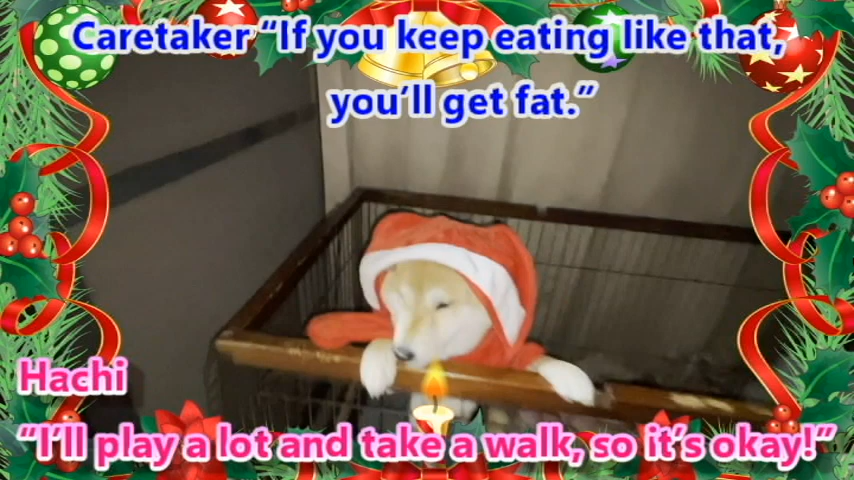 Caretaker “If you keep eating like that,
you‘ll get fat.”
Hachi
“I’ll play a lot and take a walk, so it’s okay!”